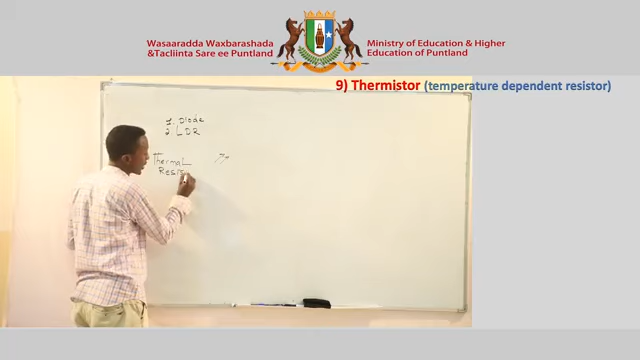 Wasaaradda Waxbarashada
&Tacliinta Sare ee Puntland
Ministry of Education & Higher
Education of Puntland
9) Thermistor (temperature dependent resistor)
1. Diode
2. LDR
Thermal
Resis